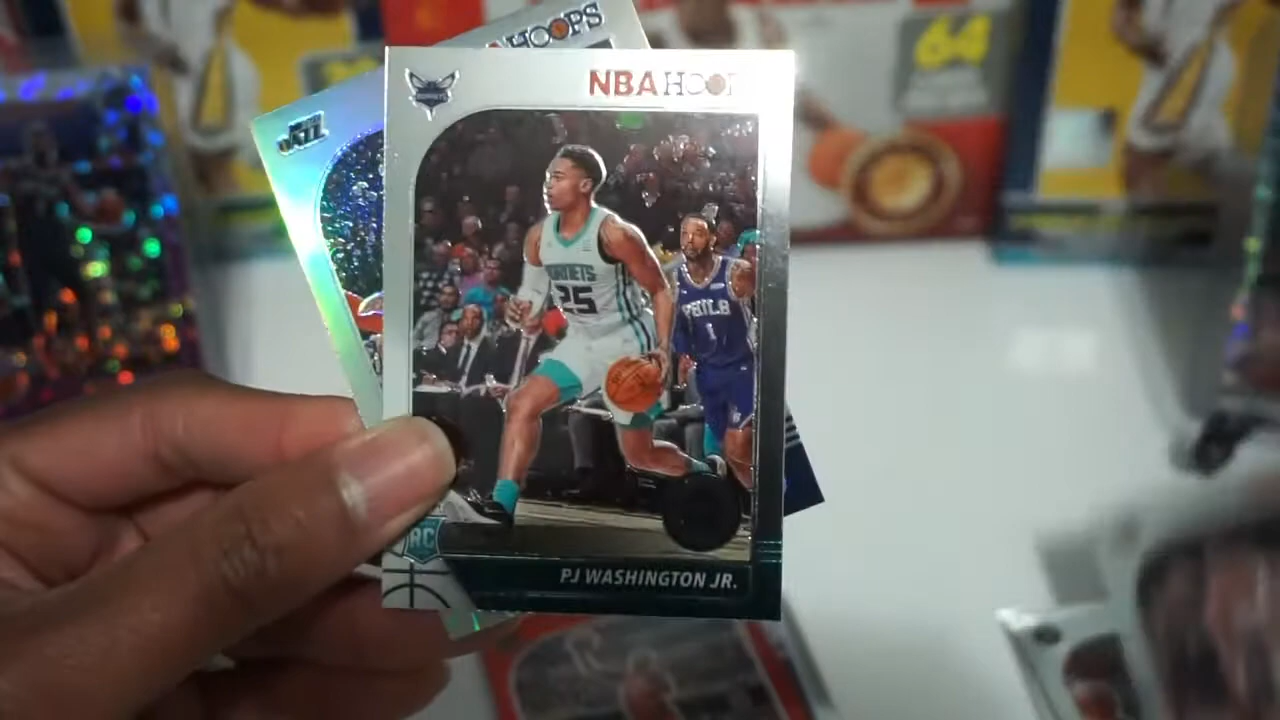 HOOPS
64
NBA HOOP
HORNETS
25
PHILA
1
RC
PJ WASHINGTON JR.